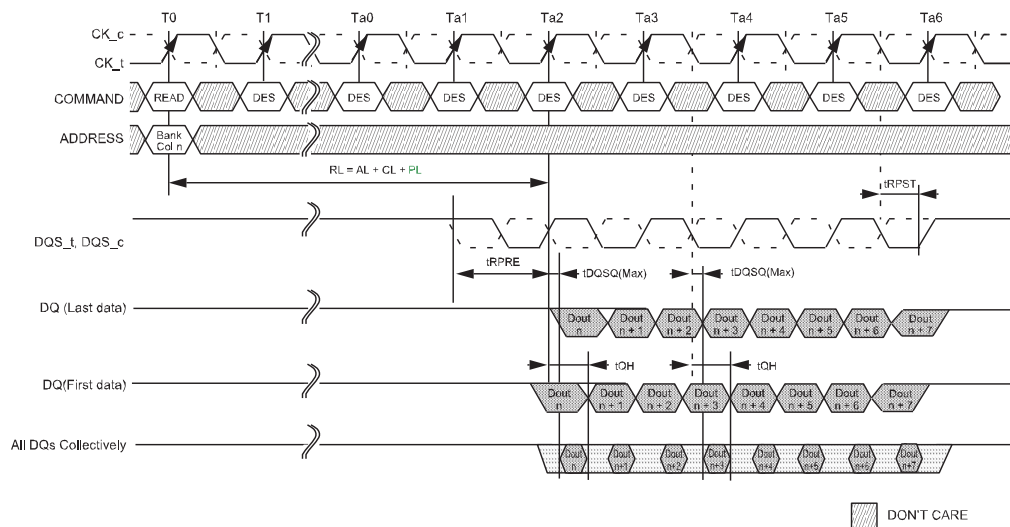 T0 T1 Ta0 Ta1 Ta2 Ta3 Ta4 Ta5 Ta6
CK_c
CK_t
COMMAND READ DES DES DES DES DES DES DES DES
ADDRESS Bank
Col n
RL = AL + CL + PL
tRPST
DQS_t, DQS_c
tRPRE tDQSQ(Max) tDQSQ(Max)
DQ (Last data) Dout Dout Dout Dout Dout Dout Dout Dout
n n + 1 n + 2 n + 3 n + 4 n + 5 n + 6 n + 7
tQH tQH
DQ(First data) Dout Dout Dout Dout Dout Dout Dout Dout
n n + 1 n + 2 n + 3 n + 4 n + 5 n + 6 n + 7
All DQs Collectively Dout Dout Dout Dout Dout Dout Dout Dout
n n+1 n+2 n+3 n+4 n+5 n+6 n+7
DON'T CARE